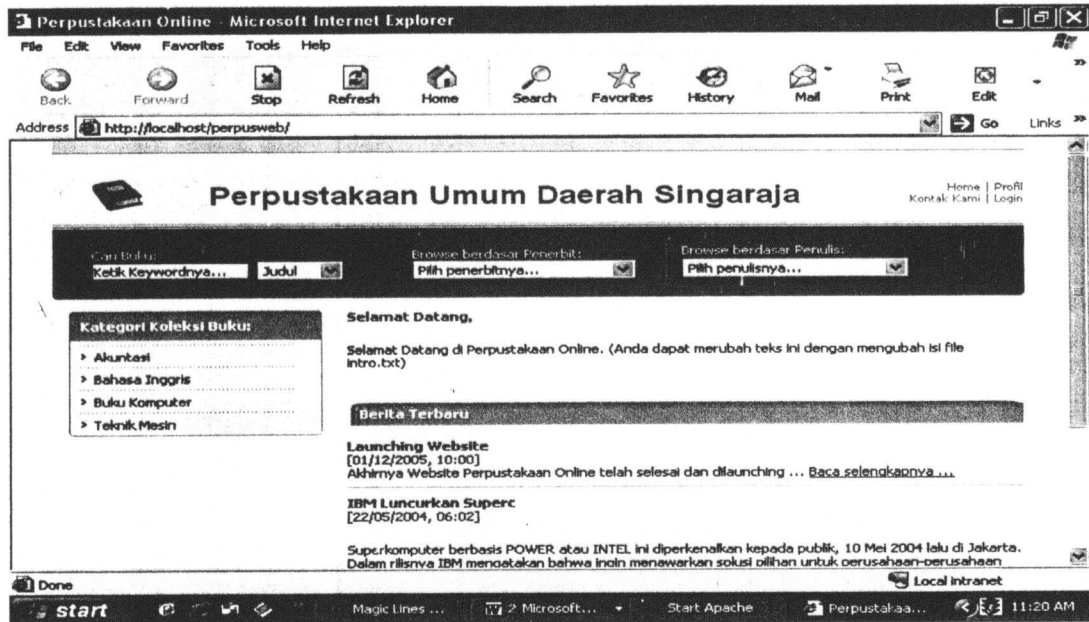 Perpustakaan Online - Microsoft Internet Explorer
File Edit View Favorites Tools Help
Back Forward Stop Refresh Home Search Favorites History Mail Print Edit
Address http://localhost/perpusweb/ Go Links »
Perpustakaan Umum Daerah Singaraja
Home | Profil
Kontak Kami | Login
Cari Buku: Browse berdasar Penerbit: Browse berdasar Penulis:
Ketik Keywordnya... Judul Pilih penerbitnya... Pilih penulisnya...
Kategori Koleksi Buku:
> Akuntasi
> Bahasa Inggris
> Buku Komputer
> Teknik Mesin
Selamat Datang,
Selamat Datang di Perpustakaan Online. (Anda dapat merubah teks ini dengan mengubah isi file
intro.txt)
Berita Terbaru
Launching Website
[01/12/2005, 10:00]
Akhirnya Website Perpustakaan Online telah selesai dan dilaunching ... Baca selengkapnya ...
IBM Luncurkan Superc
[22/05/2004, 06:02]
Superkomputer berbasis POWER atau INTEL ini diperkenalkan kepada publik, 10 Mei 2004 lalu di Jakarta.
Dalam rilisnya IBM mengatakan bahwa ingin menawarkan solusi pilihan untuk perusahaan-perusahaan
Done Local intranet
start Magic Lines ... 2 Microsoft... Start Apache Perpustakaa... 11:20 AM